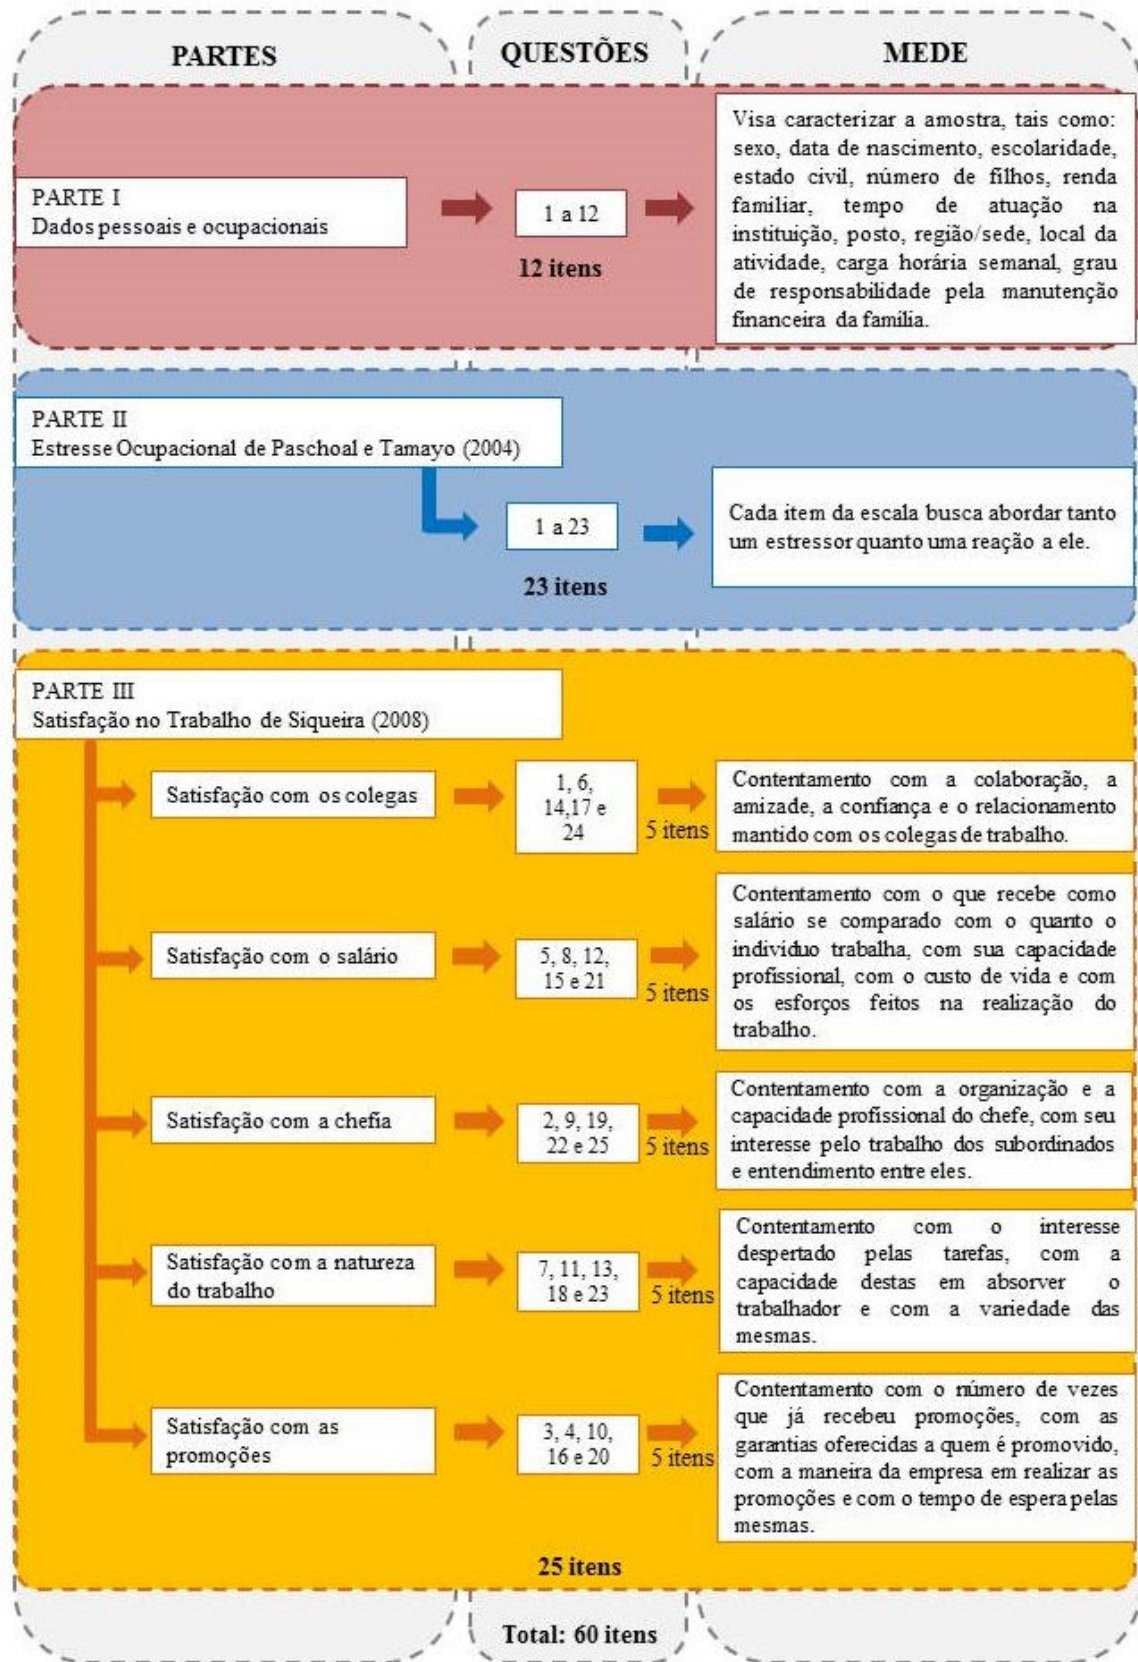 PARTES
QUESTÕES
MEDE
PARTE I
Dados pessoais e ocupacionais
1 a 12
12 itens
Visa caracterizar a amostra, tais como:
sexo, data de nascimento, escolaridade,
estado civil, número de filhos, renda
familiar, tempo de atuação na
instituição, posto, região/sede, local da
atividade, carga horária semanal, grau
de responsabilidade pela manutenção
financeira da família.
PARTE II
Estresse Ocupacional de Paschoal e Tamayo (2004)
1 a 23
23 itens
Cada item da escala busca abordar tanto
um estressor quanto uma reação a ele.
PARTE III
Satisfação no Trabalho de Siqueira (2008)
Satisfação com os colegas
1, 6,
14,17 e
24
5 itens
Contentamento com a colaboração, a
amizade, a confiança e o relacionamento
mantido com os colegas de trabalho.
Satisfação com o salário
5, 8, 12,
15 e 21
5 itens
Contentamento com o que recebe como
salário se comparado com o quanto o
individuo trabalha, com sua capacidade
profissional, com o custo de vida e com
os esforços feitos na realização do
trabalho.
Satisfação com a chefia
2, 9, 19,
22 e 25
5 itens
Contentamento com a organização e a
capacidade profissional do chefe, com seu
interesse pelo trabalho dos subordinados
e entendimento entre eles.
Satisfação com a natureza
do trabalho
7, 11, 13,
18 e 23
5 itens
Contentamento com o interesse
despertado pelas tarefas, com a
capacidade destas em absorver o
trabalhador e com a variedade das
mesmas.
Satisfação com as
promoções
3, 4, 10,
16 e 20
5 itens
Contentamento com o número de vezes
que já recebeu promoções, com as
garantias oferecidas a quem é promovido,
com a maneira da empresa em realizar as
promoções e com o tempo de espera pelas
mesmas.
25 itens
Total: 60 itens